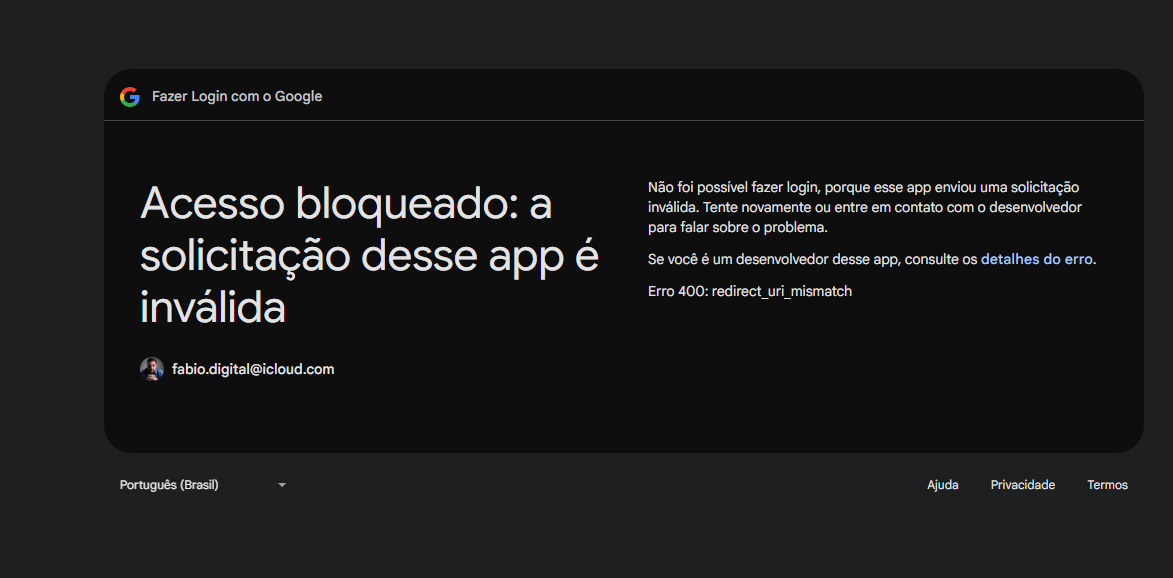 Fazer Login com o Google
Acesso bloqueado: a
solicitação desse app é
inválida
fabio.digital@icloud.com
Não foi possível fazer login, porque esse app enviou uma solicitação
inválida. Tente novamente ou entre em contato com o desenvolvedor
para falar sobre o problema.
Se você é um desenvolvedor desse app, consulte os detalhes do erro.
Erro 400: redirect_uri_mismatch
Português (Brasil)
Ajuda
Privacidade
Termos